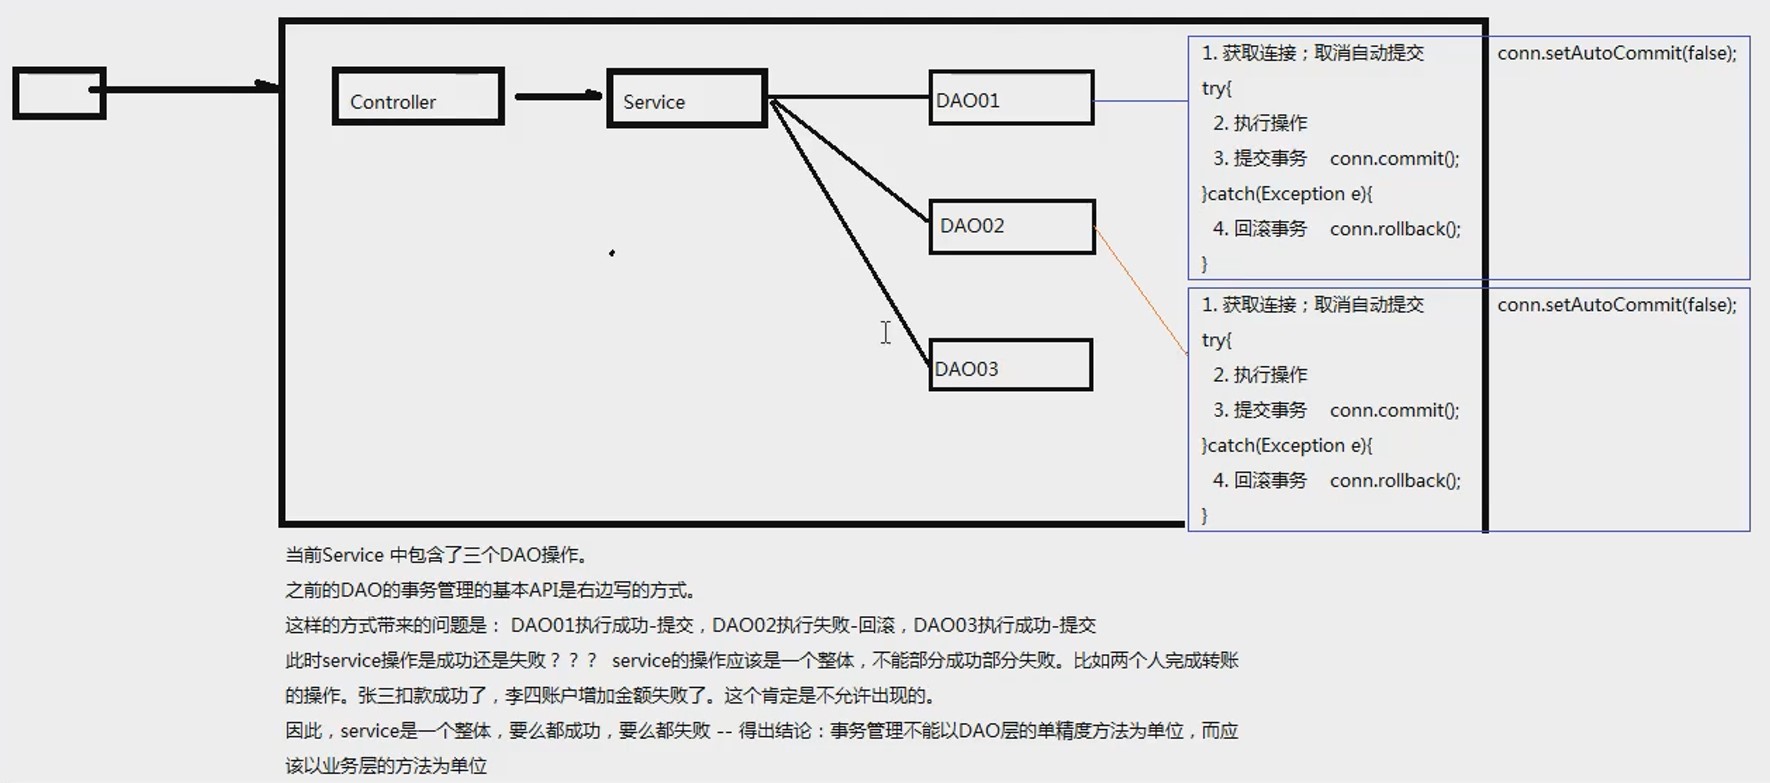 Controller
Service
DAO01
DAO02
DAO03
1. 获取连接；取消自动提交 conn.setAutoCommit(false);
try{
2. 执行操作
3. 提交事务 conn.commit();
}catch(Exception e){
4. 回滚事务 conn.rollback();
}
1. 获取连接；取消自动提交 conn.setAutoCommit(false);
try{
2. 执行操作
3. 提交事务 conn.commit();
}catch(Exception e){
4. 回滚事务 conn.rollback();
}
当前Service 中包含了三个DAO操作。
之前的DAO的事务管理的基本API是右边写的方式。
这样的方式带来的问题是： DAO01执行成功-提交，DAO02执行失败-回滚，DAO03执行成功-提交
此时service操作是成功还是失败？？？ service的操作应该是一个整体，不能部分成功部分失败。比如两个人完成转账
的操作。张三扣款成功了，李四账户增加金额失败了。这个肯定是不允许出现的。
因此，service是一个整体，要么都成功，要么都失败 -- 得出结论：事务管理不能以DAO层的单精度方法为单位，而应
该以业务层的方法为单位